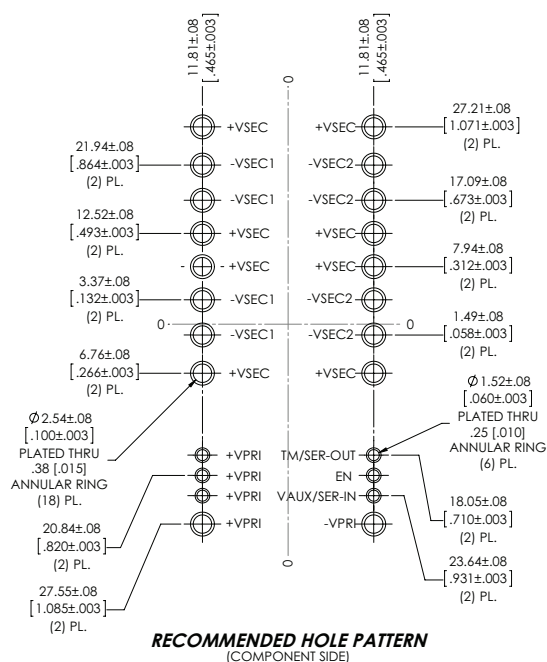 11.81±.08
[.465±.003]
11.81±.08
[.465±.003]
0
+VSEC
+VSEC
27.21±.08
[1.071±.003]
(2) PL.
21.94±.08
[.864±.003]
(2) PL.
-VSEC1
-VSEC2
-VSEC1
-VSEC2
17.09±.08
[.673±.003]
(2) PL.
12.52±.08
[.493±.003]
(2) PL.
+VSEC
+VSEC
+VSEC
+VSEC
7.94±.08
[.312±.003]
(2) PL.
3.37±.08
[.132±.003]
(2) PL.
-VSEC1
-VSEC2
0
-VSEC1
-VSEC2
0
1.49±.08
[.058±.003]
(2) PL.
6.76±.08
[.266±.003]
(2) PL.
+VSEC
+VSEC
Ø2.54±.08
[.100±.003]
PLATED THRU
.38 [.015]
ANNULAR RING
(18) PL.
Ø1.52±.08
[.060±.003]
PLATED THRU
.25 [.010]
ANNULAR RING
(6) PL.
+VPRI
TM/SER-OUT
+VPRI
EN
+VPRI
VAUX/SER-IN
18.05±.08
[.710±.003]
(2) PL.
20.84±.08
[.820±.003]
(2) PL.
+VPRI
-VPRI
23.64±.08
[.931±.003]
(2) PL.
27.55±.08
[1.085±.003]
(2) PL.
0
RECOMMENDED HOLE PATTERN
(COMPONENT SIDE)